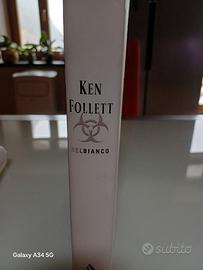 KEN
FOLLETT
NELBIANCO
Galaxy A34 5G
subito